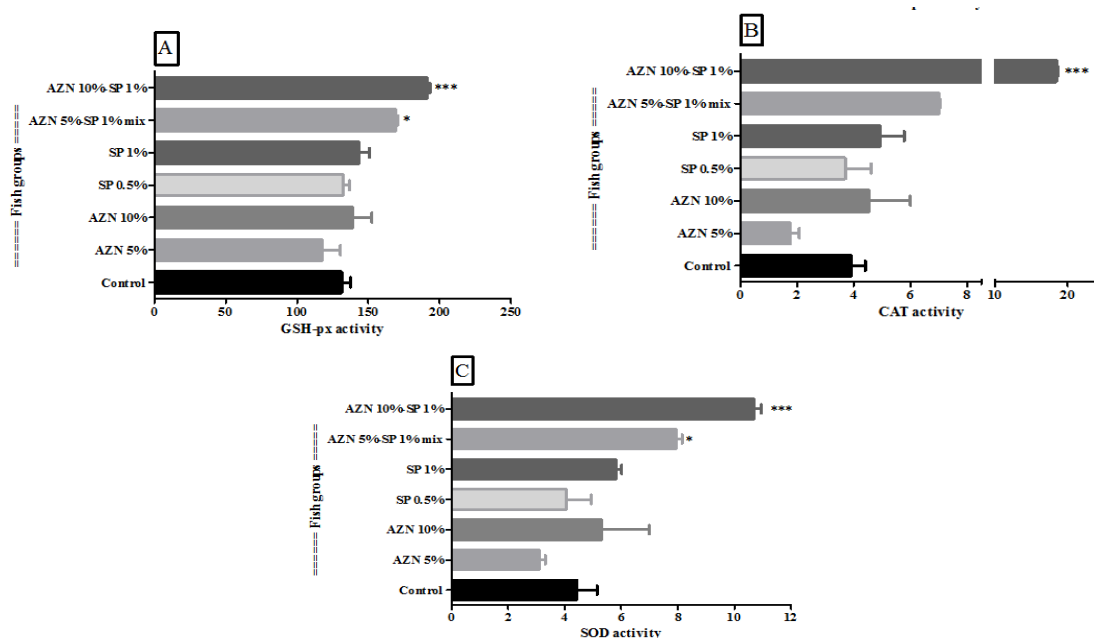 A
AZN 10%-SP 1%
***
AZN 5%-SP 1% mix
*
SP 1%
SP 0.5%
AZN 10%
AZN 5%
Control
====== Fish groups =====
0 50 100 150 200 250
GSH-px activity
B
AZN 10%-SP 1%
***
AZN 5%-SP 1% mix
SP 1%
SP 0.5%
AZN 10%
AZN 5%
Control
Fish groups
0 2 4 6 8 10 20
CAT activity
C
AZN 10%-SP 1%
***
AZN 5%-SP 1% mix
*
SP 1%
SP 0.5%
AZN 10%
AZN 5%
Control
Fish groups
0 2 4 6 8 10 12
SOD activity